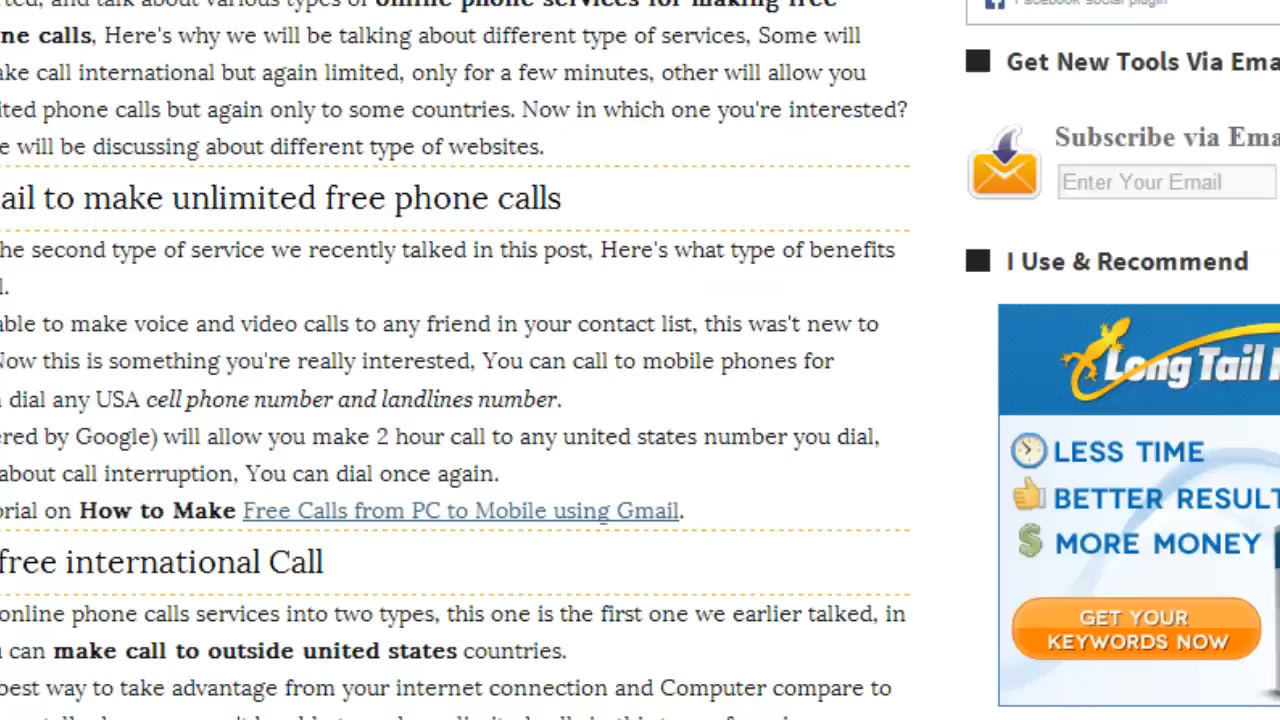 online phone services for making free
ne calls, Here's why we will be talking about different type of services, Some will
ake call international but again limited, only for a few minutes, other will allow you
ited phone calls but again only to some countries. Now in which one you're interested?
e will be discussing about different type of websites.
ail to make unlimited free phone calls
he second type of service we recently talked in this post, Here's what type of benefits
l.
able to make voice and video calls to any friend in your contact list, this was't new to
Now this is something you're really interested, You can call to mobile phones for
dial any USA cell phone number and landlines number.
ered by Google) will allow you make 2 hour call to any united states number you dial,
about call interruption, You can dial once again.
orial on How to Make Free Calls from PC to Mobile using Gmail.
free international Call
online phone calls services into two types, this one is the first one we earlier talked, in
can make call to outside united states countries.
best way to take advantage from your internet connection and Computer compare to
Facebook social plugin
Get New Tools Via Ema
Subscribe via Ema
Enter Your Email
I Use & Recommend
Long Tail
LESS TIME
BETTER RESULT
MORE MONEY
GET YOUR
KEYWORDS NOW